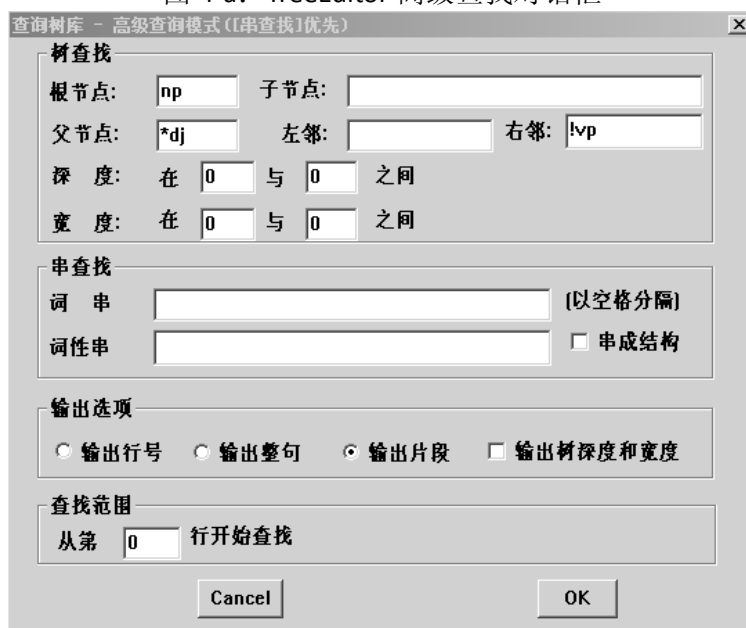 查询树库 - 高级查询模式([串查找]优先)
树查找
根节点: np 子节点:
父节点: *dj 左邻: 右邻: !vp
深 度: 在 0 与 0 之间
宽 度: 在 0 与 0 之间
串查找
词 串 (以空格分隔)
词性串 串成结构
输出选项
输出行号 输出整句 输出片段 输出树深度和宽度
查找范围
从第 0 行开始查找
Cancel OK